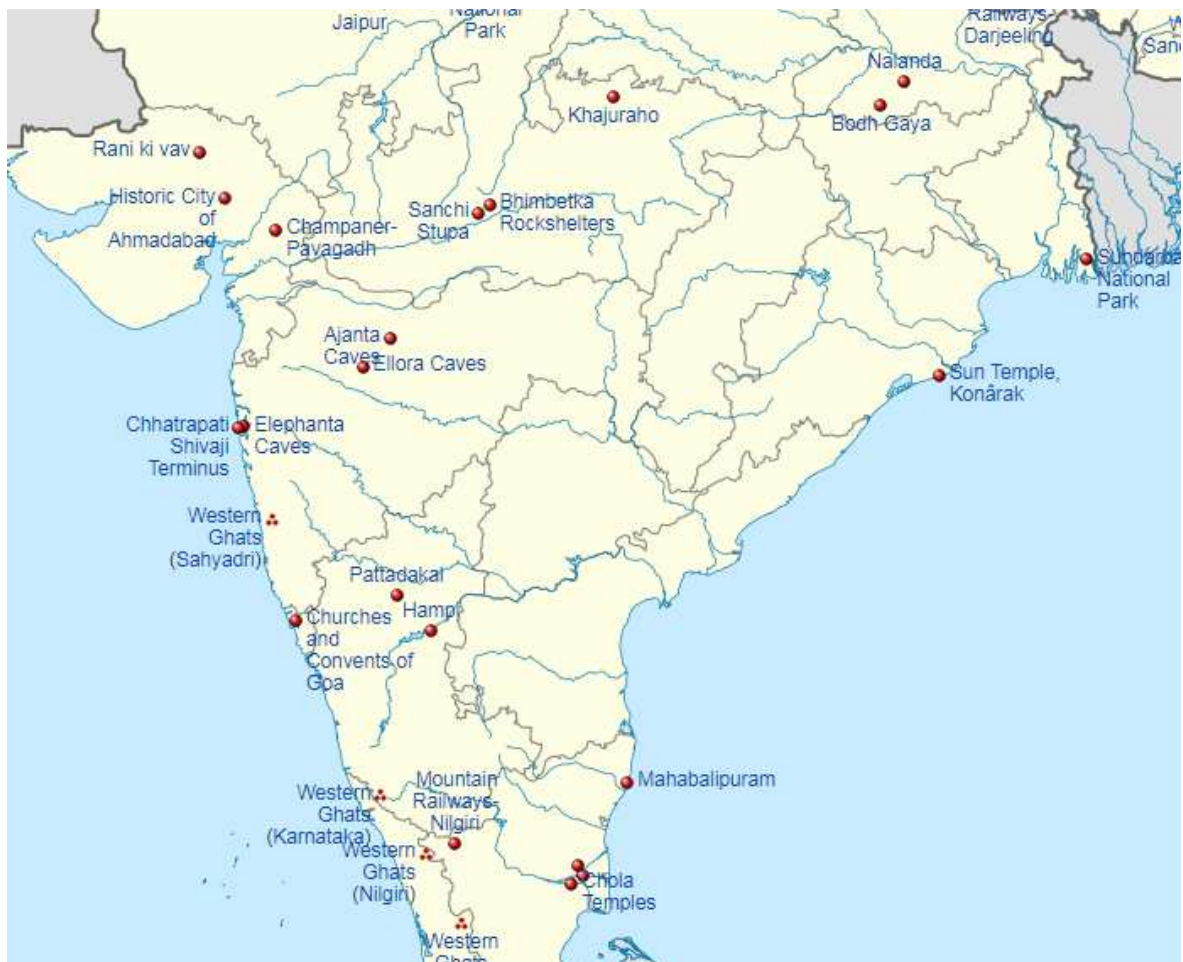 Jaipur
National
Park
Railways-
Darjeeling
Nalanda
Khajuraho
Bodh Gaya
Rani ki vav
Historic City
of
Ahmadabad
Champaner-
Pavagadh
Sanchi
Stupa
Bhimbetka
Rockshelters
National
Park
Ajanta
Caves
Ellora Caves
Sun Temple,
Konârak
Chhatrapati
Shivaji
Terminus
Elephanta
Caves
Western
Ghats
(Sahyadri)
Pattadakal
Hampi
Churches
and
Convents of
Goa
Mahabalipuram
Mountain
Railways-
Nilgiri
Western
Ghats
(Karnataka)
Western
Ghats
(Nilgiri)
Chola
Temples
Western
Ghats